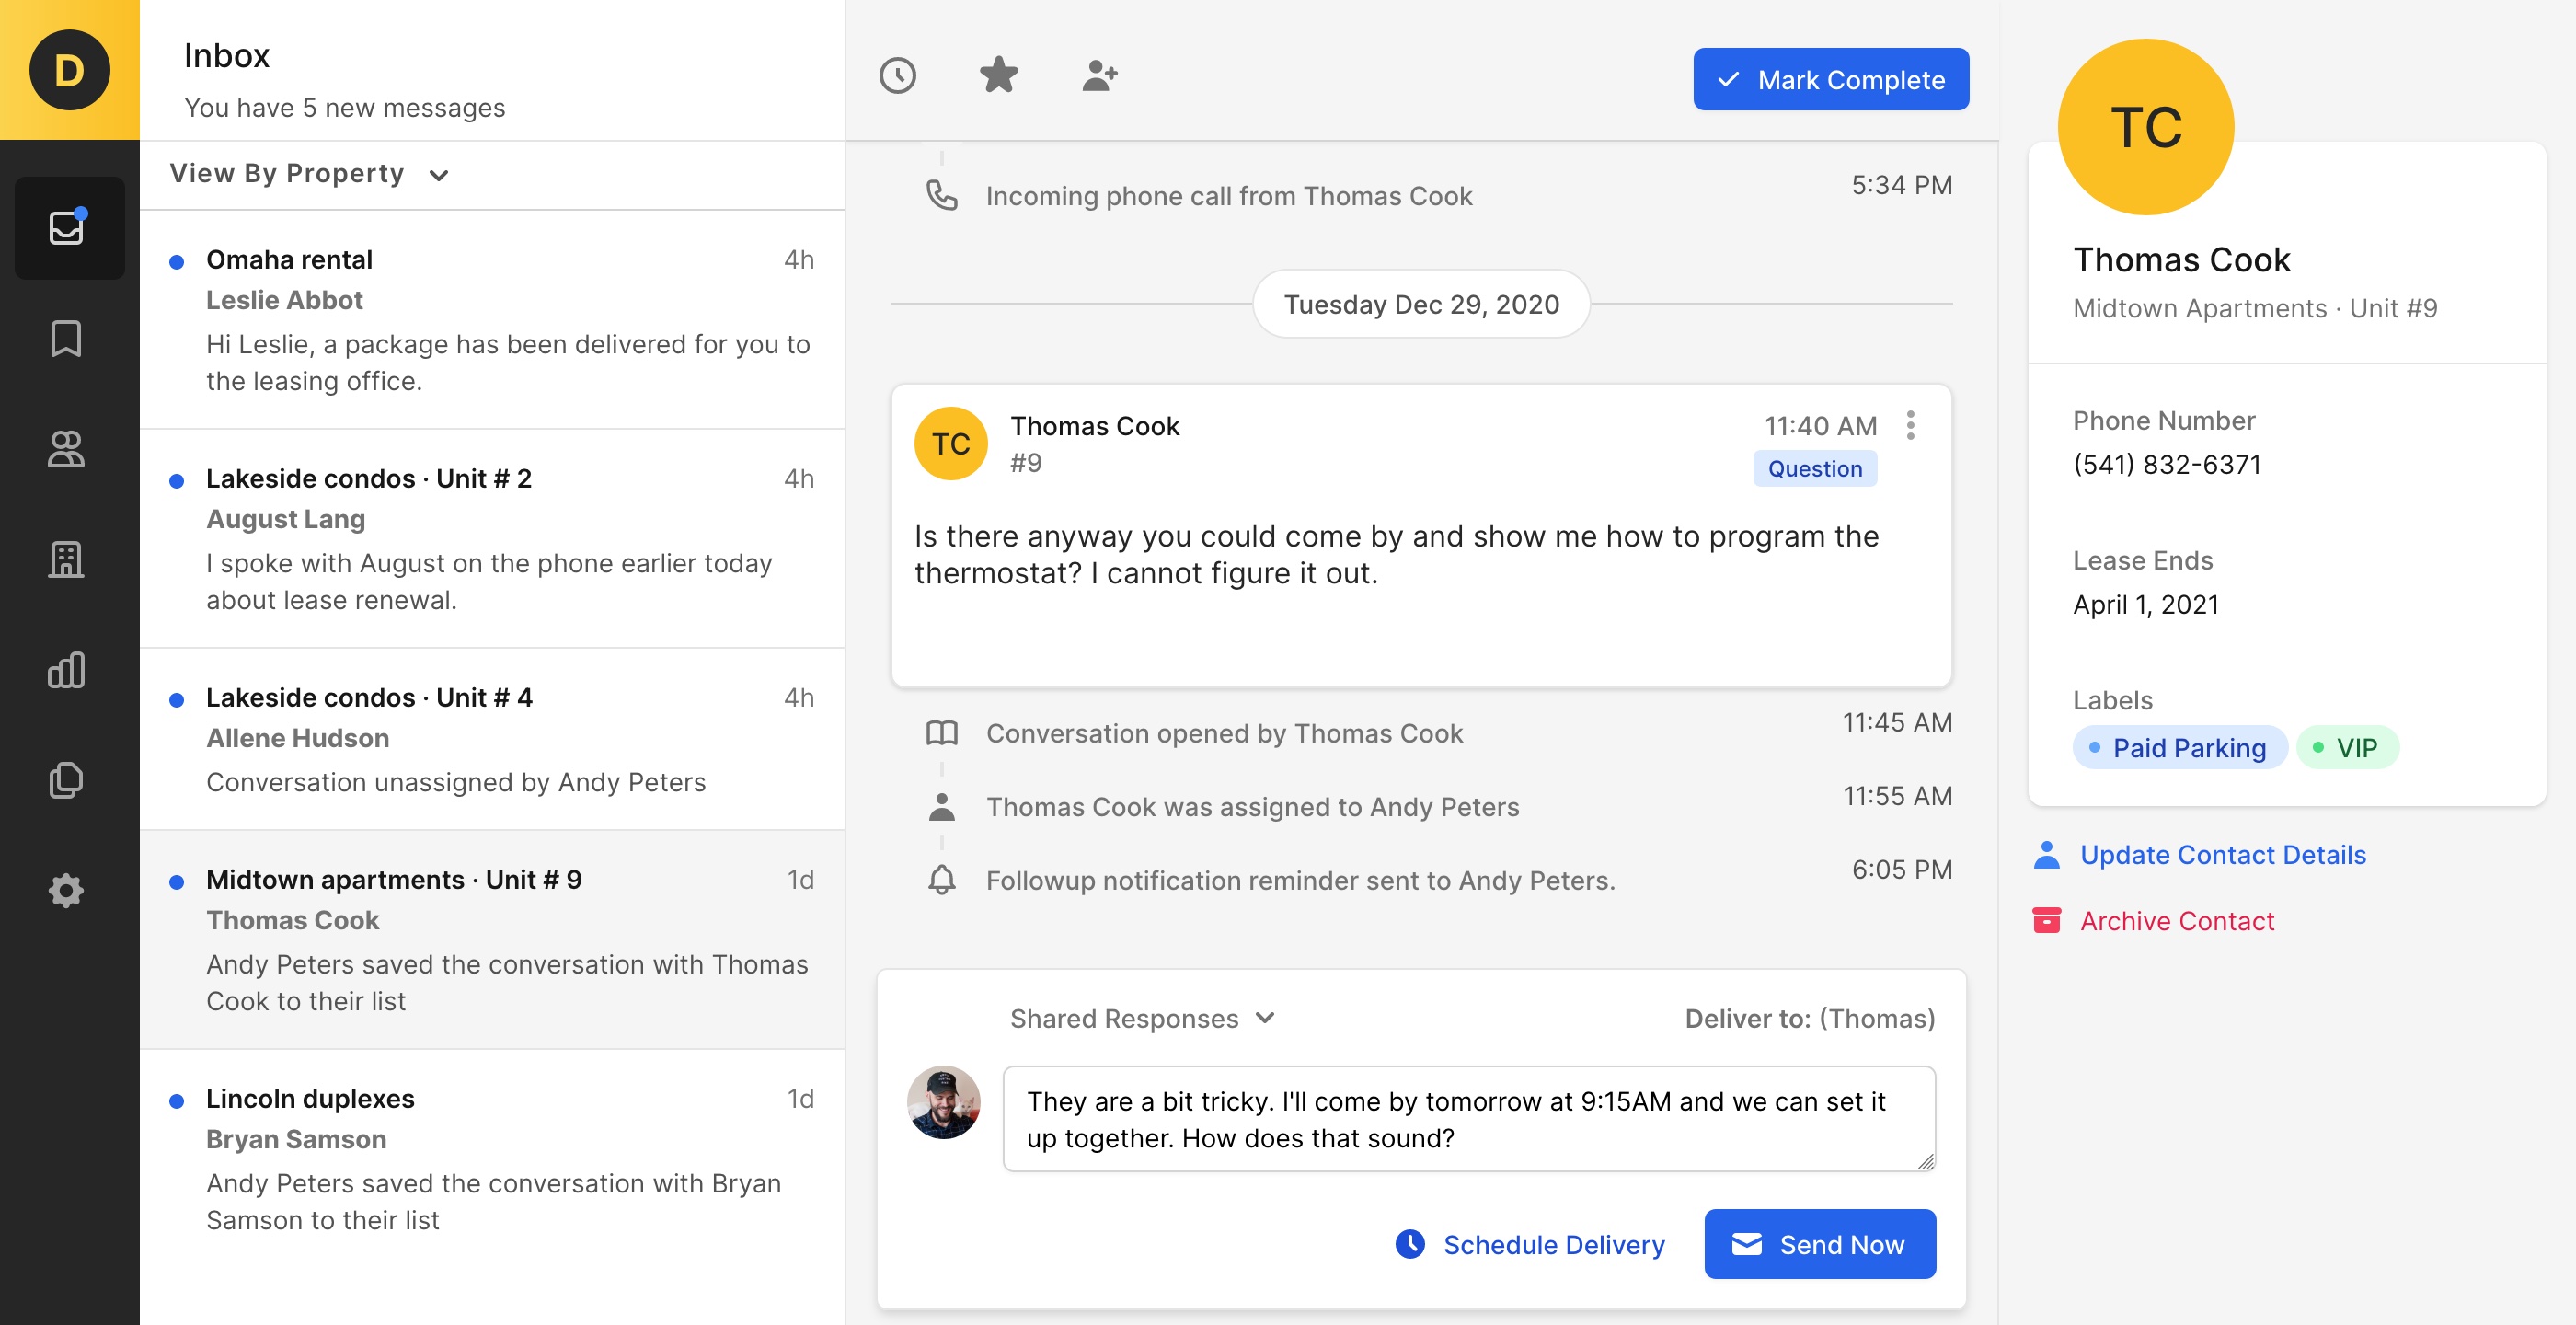 D
Inbox
You have 5 new messages
View By Property
Omaha rental 4h
Leslie Abbot
Hi Leslie, a package has been delivered for you to
the leasing office.
Lakeside condos · Unit # 2 4h
August Lang
I spoke with August on the phone earlier today
about lease renewal.
Lakeside condos · Unit # 4 4h
Allene Hudson
Conversation unassigned by Andy Peters
Midtown apartments · Unit # 9 1d
Thomas Cook
Andy Peters saved the conversation with Thomas
Cook to their list
Lincoln duplexes 1d
Bryan Samson
Andy Peters saved the conversation with Bryan
Samson to their list
Mark Complete
Incoming phone call from Thomas Cook 5:34 PM
Tuesday Dec 29, 2020
TC Thomas Cook 11:40 AM
#9 Question
Is there anyway you could come by and show me how to program the
thermostat? I cannot figure it out.
Conversation opened by Thomas Cook 11:45 AM
Thomas Cook was assigned to Andy Peters 11:55 AM
Followup notification reminder sent to Andy Peters. 6:05 PM
Shared Responses Deliver to: (Thomas)
They are a bit tricky. I'll come by tomorrow at 9:15AM and we can set it
up together. How does that sound?
Schedule Delivery Send Now
TC
Thomas Cook
Midtown Apartments · Unit #9
Phone Number
(541) 832-6371
Lease Ends
April 1, 2021
Labels
Paid Parking VIP
Update Contact Details
Archive Contact